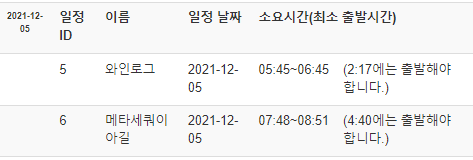 2021-12-05 일정 ID 이름 일정 날짜 소요시간(최소 출발시간)
5 와인로그 2021-12-05 05:45~06:45 (2:17에는 출발해야 합니다.)
6 메타세쿼이아길 2021-12-05 07:48~08:51 (4:40에는 출발해야 합니다.)